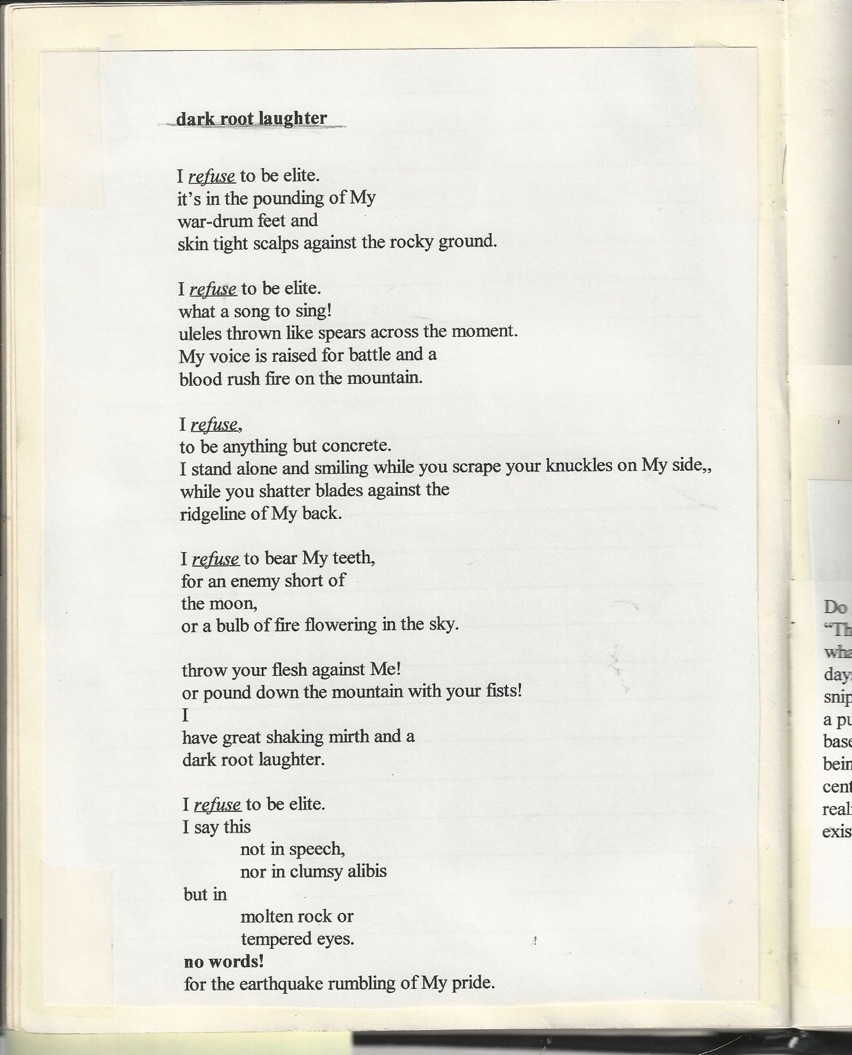 dark root laughter
I refuse to be elite.
it's in the pounding of My
war-drum feet and
skin tight scalps against the rocky ground.
I refuse to be elite.
what a song to sing!
uleles thrown like spears across the moment.
My voice is raised for battle and a
blood rush fire on the mountain.
I refuse,
to be anything but concrete.
I stand alone and smiling while you scrape your knuckles on My side,,
while you shatter blades against the
ridgeline of My back.
I refuse to bear My teeth,
for an enemy short of
the moon,
or a bulb of fire flowering in the sky.
throw your flesh against Me!
or pound down the mountain with your fists!
I
have great shaking mirth and a
dark root laughter.
I refuse to be elite.
I say this
not in speech,
nor in clumsy alibis
but in
molten rock or
tempered eyes.
no words!
for the earthquake rumbling of My pride.
Do
“Th
wha
day
snip
a pu
base
bein
cent
real
exis